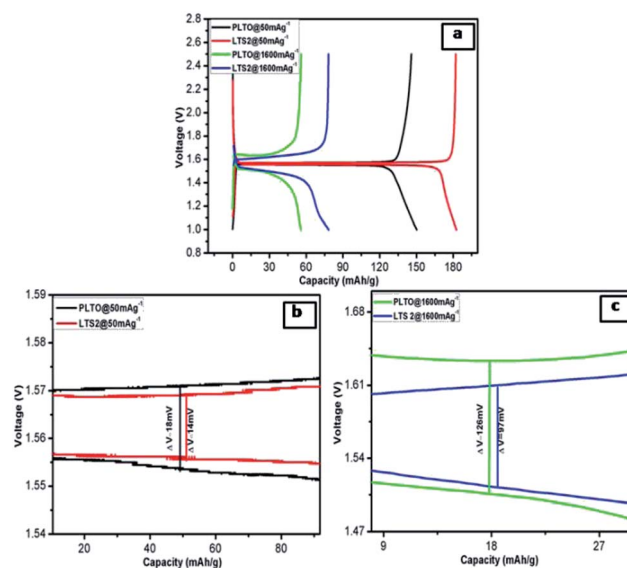 a
PLTO@50mAg⁻¹
LTS2@50mAg⁻¹
PLTO@1600mAg⁻¹
LTS2@1600mAg⁻¹
Voltage (V)
2.8
2.6
2.4
2.2
2.0
1.8
1.6
1.4
1.2
1.0
0.8
0 30 60 90 120 150 180
Capacity (mAh/g)
b
PLTO@50mAg⁻¹
LTS2@50mAg⁻¹
Voltage (V)
1.59
1.58
1.57
1.56
1.55
1.54
Δ V~18mV
Δ V~14mV
20 40 60 80
Capacity (mAh/g)
c
PLTO@1600mAg⁻¹
LTS 2@1600mAg⁻¹
Voltage (V)
1.68
1.61
1.54
1.47
Δ V~126mV
Δ V=97mV
9 18 27
Capacity (mAh/g)